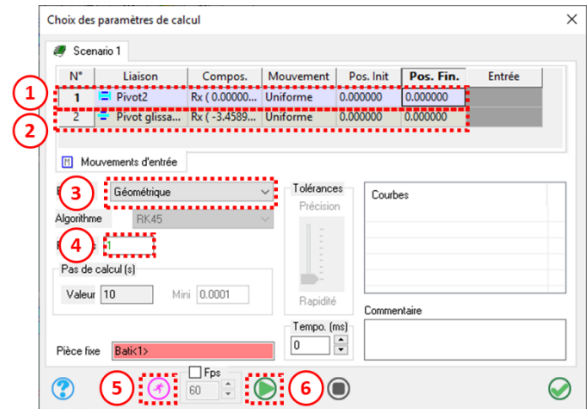 Choix des paramètres de calcul
Scenario 1
N° Liaison Compos. Mouvement Pos. Init Pos. Fin. Entrée
1 1 Pivot2 Rx ( 0.00000... Uniforme 0.000000 0.000000
2 2 Pivot glissa... Rx ( -3.4589... Uniforme 0.000000 0.000000
Mouvements d'entrée
3 Géométrique
Tolérances
Précision
Courbes
Algorithme RK45
4 1
Pas de calcul (s)
Valeur 10 Mini 0.0001
Rapidité
Commentaire
Tempo. (ms)
0
Pièce fixe Bati<1>
5 Fps
60
6